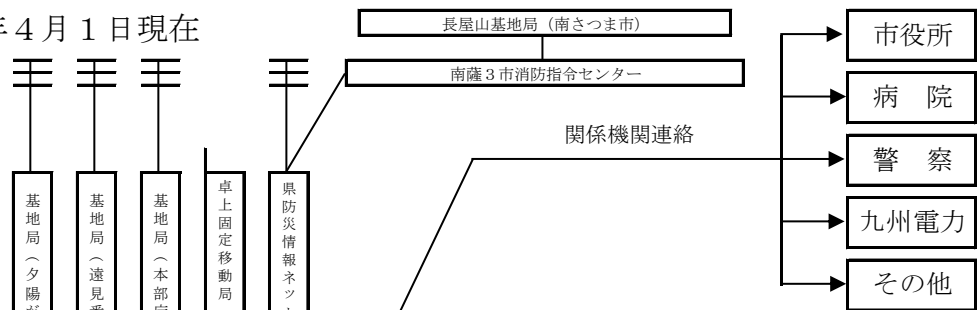 年４月１日現在
長屋山基地局（南さつま市）
南薩３市消防指令センター
関係機関連絡
市役所
病　院
警　察
九州電力
その他
基地局（夕陽が
基地局（遠見番
基地局（本部庁
卓上固定移動局
県防災情報ネット